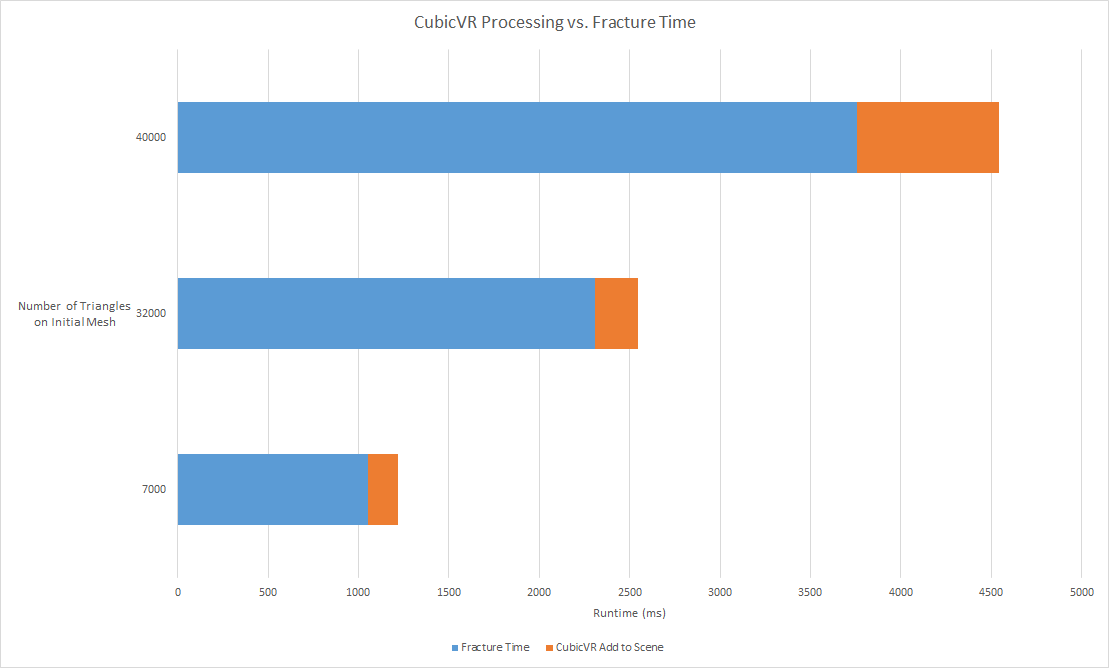 CubicVR Processing vs. Fracture Time
40000
Number of Triangles
on Initial Mesh
32000
7000
0 500 1000 1500 2000 2500 3000 3500 4000 4500 5000
Runtime (ms)
Fracture Time CubicVR Add to Scene